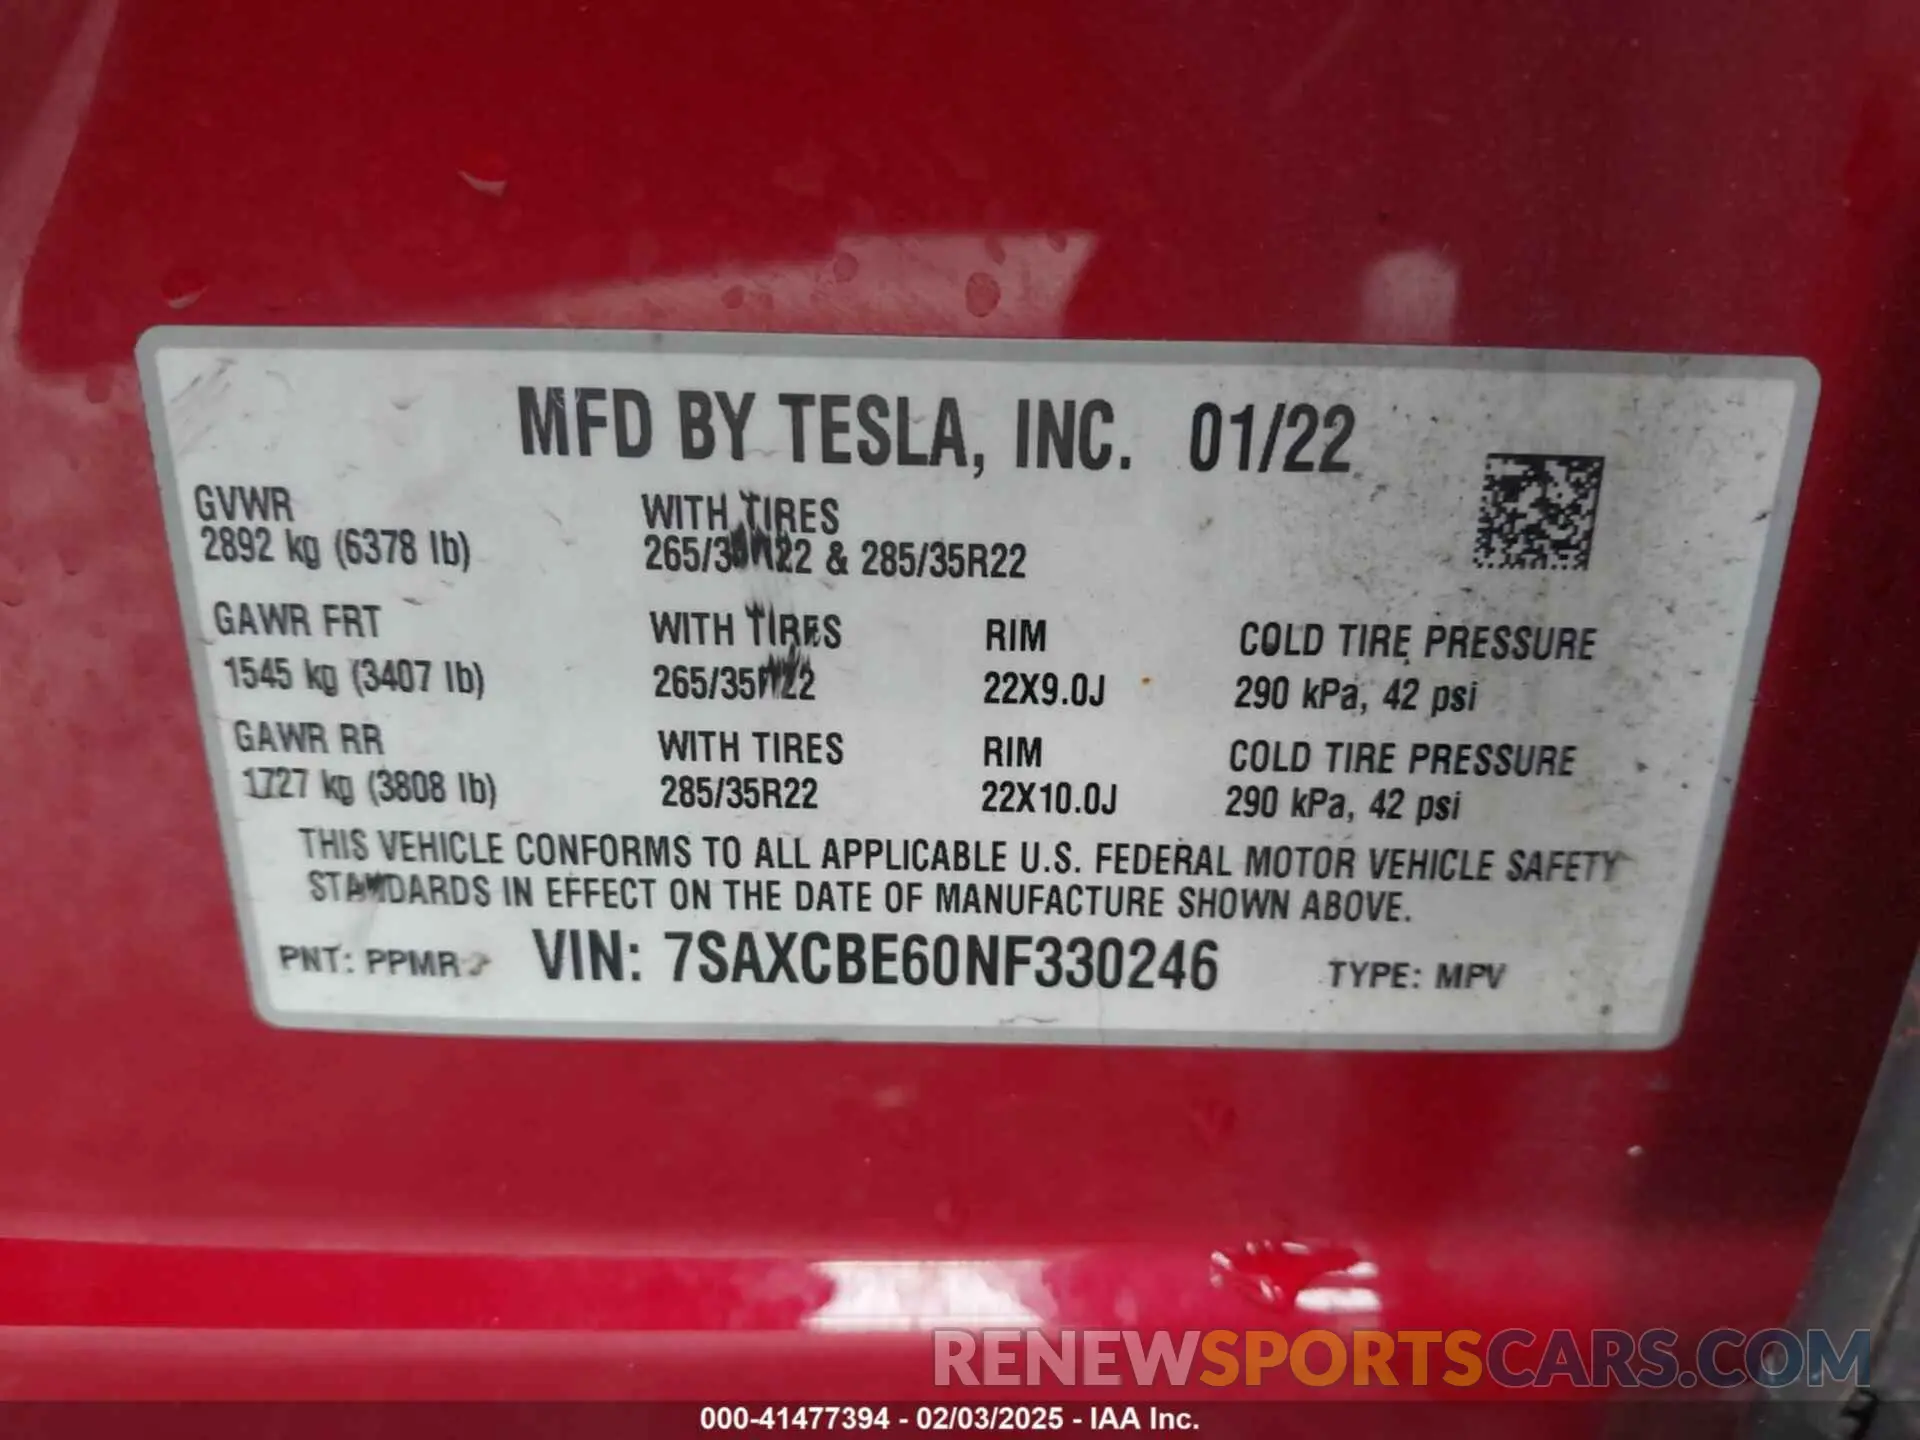 MFD BY TESLA, INC. 01/22
GVWR WITH TIRES
2892 kg (6378 lb) & 285/35R22
GAWR FRT WITH TIRES RIM COLD TIRE PRESSURE
1545 kg (3407 lb) 265/35R22 22X9.0J 290 kPa, 42 psi
GAWR RR WITH TIRES RIM COLD TIRE PRESSURE
1727 kg (3808 lb) 285/35R22 22X10.0J 290 kPa, 42 psi
THIS VEHICLE CONFORMS TO ALL APPLICABLE U.S. FEDERAL MOTOR VEHICLE SAFETY
STANDARDS IN EFFECT ON THE DATE OF MANUFACTURE SHOWN ABOVE.
PNT: PPMR VIN: 7SAXCBE60NF330246 TYPE: MPV
RENEWSPORTSCARS.COM
000-41477394 - 02/03/2025 - IAA Inc.